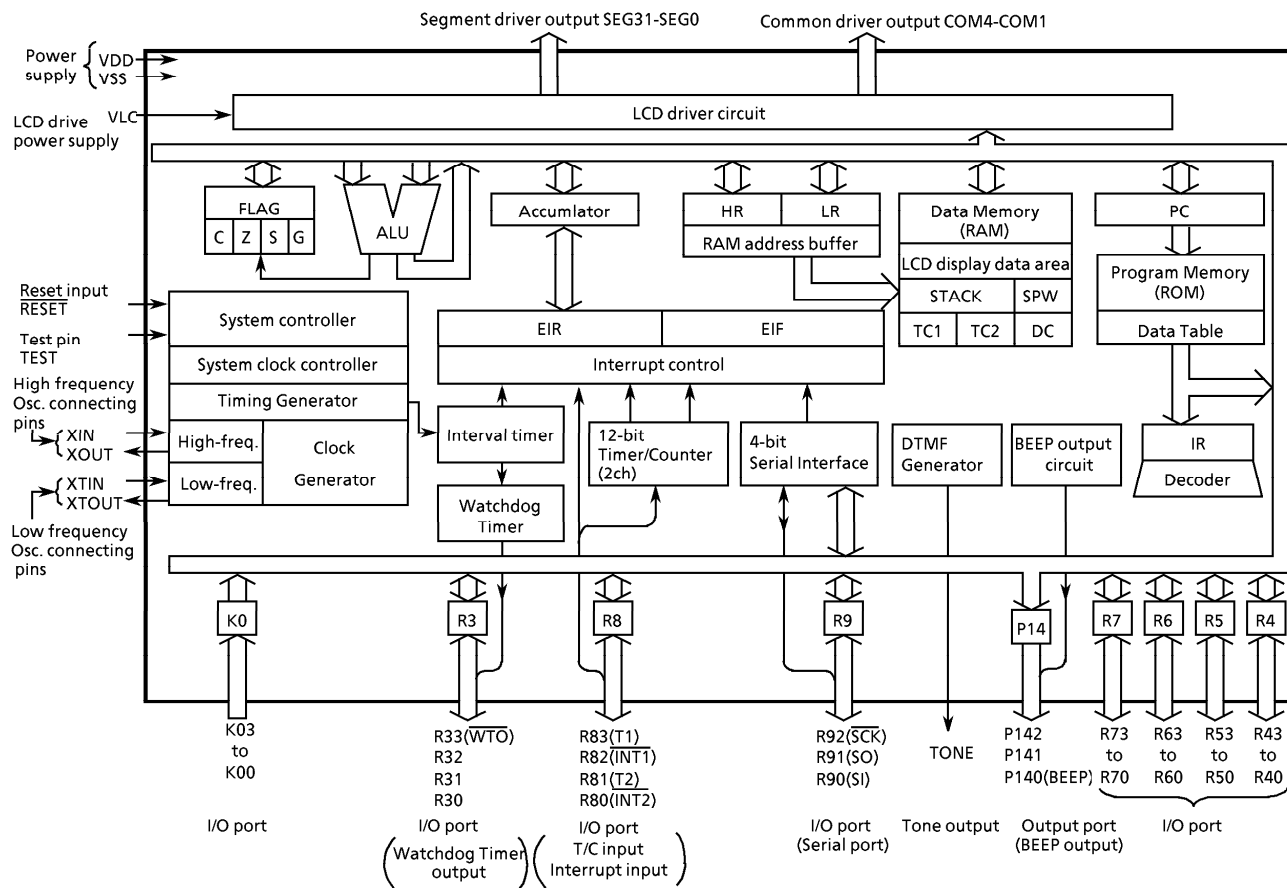 Segment driver output SEG31-SEG0
Common driver output COM4-COM1
Power
supply
VDD
VSS
LCD drive
power supply
VLC
LCD driver circuit
FLAG
C Z S G
ALU
Accumlator
HR LR
RAM address buffer
Data Memory
(RAM)
LCD display data area
STACK SPW
TC1 TC2 DC
PC
Program Memory
(ROM)
Data Table
Reset input
RESET
Test pin
TEST
High frequency
Osc. connecting
pins
XIN
XOUT
XTIN
XTOUT
Low frequency
Osc. connecting
pins
System controller
System clock controller
Timing Generator
High-freq.
Low-freq.
Clock
Generator
EIR EIF
Interrupt control
Interval timer
Watchdog
Timer
12-bit
Timer/Counter
(2ch)
4-bit
Serial Interface
DTMF
Generator
BEEP output
circuit
IR
Decoder
K0 R3 R8 R9 P14 R7 R6 R5 R4
K03
to
K00
I/O port
R33(WTO)
R32
R31
R30
I/O port
(Watchdog Timer
output)
R83(T1)
R82(INT1)
R81(T2)
R80(INT2)
I/O port
(T/C input
Interrupt input)
R92(SCK)
R91(SO)
R90(SI)
I/O port
(Serial port)
TONE
Tone output
P142
P141
P140(BEEP)
Output port
(BEEP output)
R73
to
R70
R63
to
R60
R53
to
R50
R43
to
R40
I/O port